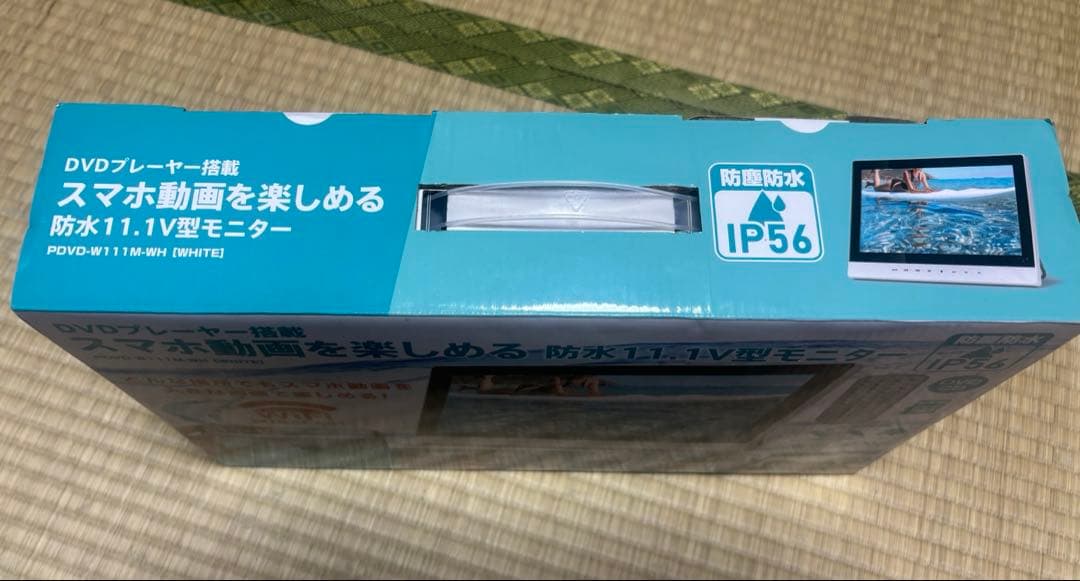 DVDプレーヤー搭載
スマホ動画を楽しめる
防水11.1V型モニター
PDVD-W111M-WH [WHITE]
防塵防水
IP56
DVDプレーヤー搭載
スマホ動画を楽しめる 防水11.1V型モニター
防塵防水
IP56